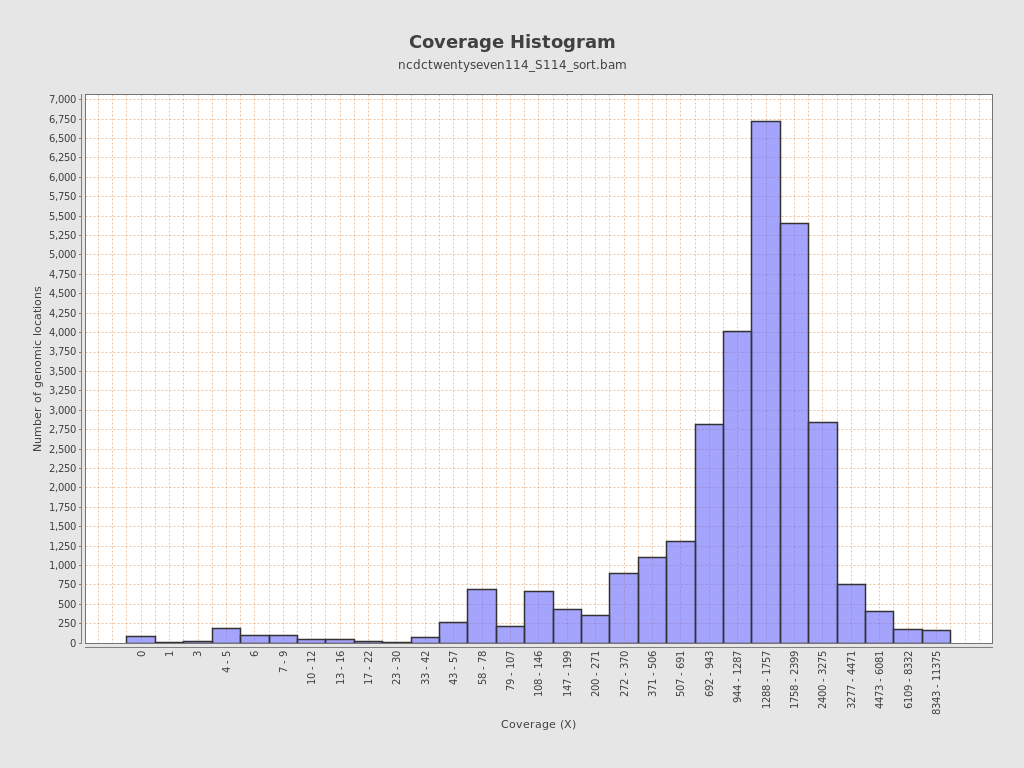 Coverage Histogram
ncdctwentyseven114_S114_sort.bam
7,000
6,750
6,500
6,250
6,000
5,750
5,500
5,250
5,000
4,750
4,500
4,250
4,000
3,750
3,500
3,250
3,000
2,750
2,500
2,250
2,000
1,750
1,500
1,250
1,000
750
500
250
0
Number of genomic locations
0
1
3
4 - 5
6
7 - 9
10 - 12
13 - 16
17 - 22
23 - 30
33 - 42
43 - 57
58 - 78
79 - 107
108 - 146
147 - 199
200 - 271
272 - 370
371 - 506
507 - 691
692 - 943
944 - 1287
1288 - 1757
1758 - 2399
2400 - 3275
3277 - 4471
4473 - 6081
6109 - 8332
8343 - 11375
Coverage (X)